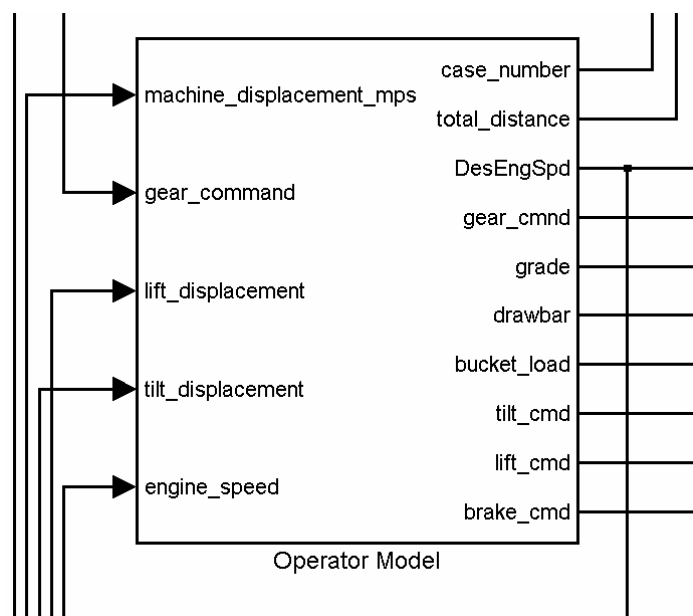 machine_displacement_mps
gear_command
lift_displacement
tilt_displacement
engine_speed
case_number
total_distance
DesEngSpd
gear_cmnd
grade
drawbar
bucket_load
tilt_cmd
lift_cmd
brake_cmd
Operator Model